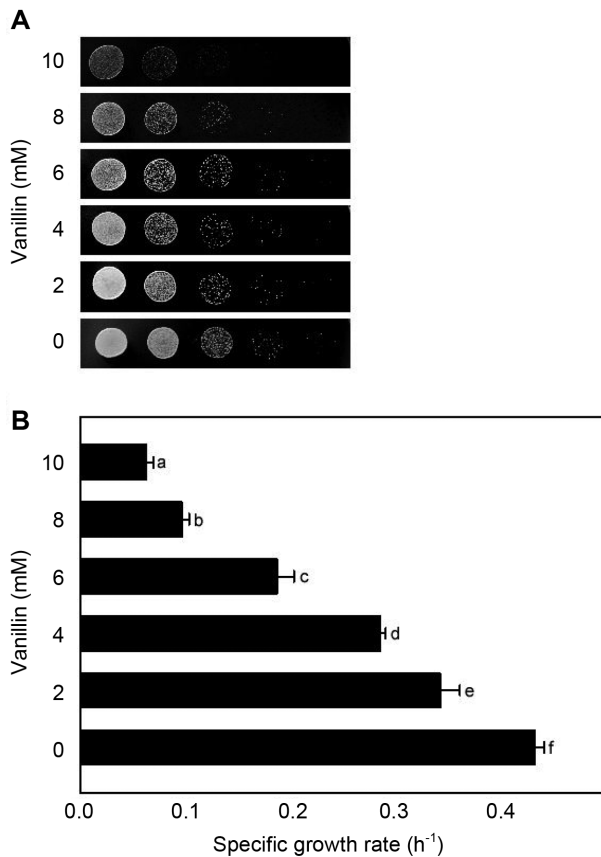 A
10
8
6
4
2
0
Vanillin (mM)
B
10
a
8
b
6
c
4
d
2
e
0
f
Vanillin (mM)
0.0 0.1 0.2 0.3 0.4
Specific growth rate (h⁻¹)